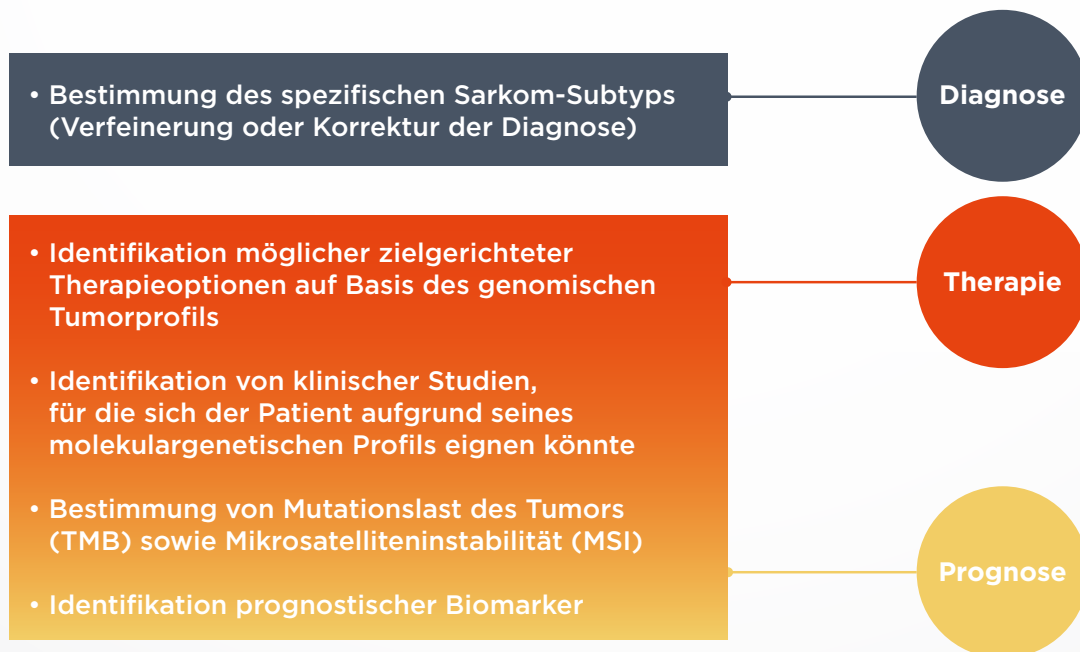 • Bestimmung des spezifischen Sarkom-Subtyps
(Verfeinerung oder Korrektur der Diagnose)
Diagnose
• Identifikation möglicher zielgerichteter
Therapieoptionen auf Basis des genomischen
Tumorprofils
• Identifikation von klinischer Studien,
für die sich der Patient aufgrund seines
molekulargenetischen Profils eignen könnte
• Bestimmung von Mutationslast des Tumors
(TMB) sowie Mikrosatelliteninstabilität (MSI)
• Identifikation prognostischer Biomarker
Therapie
Prognose